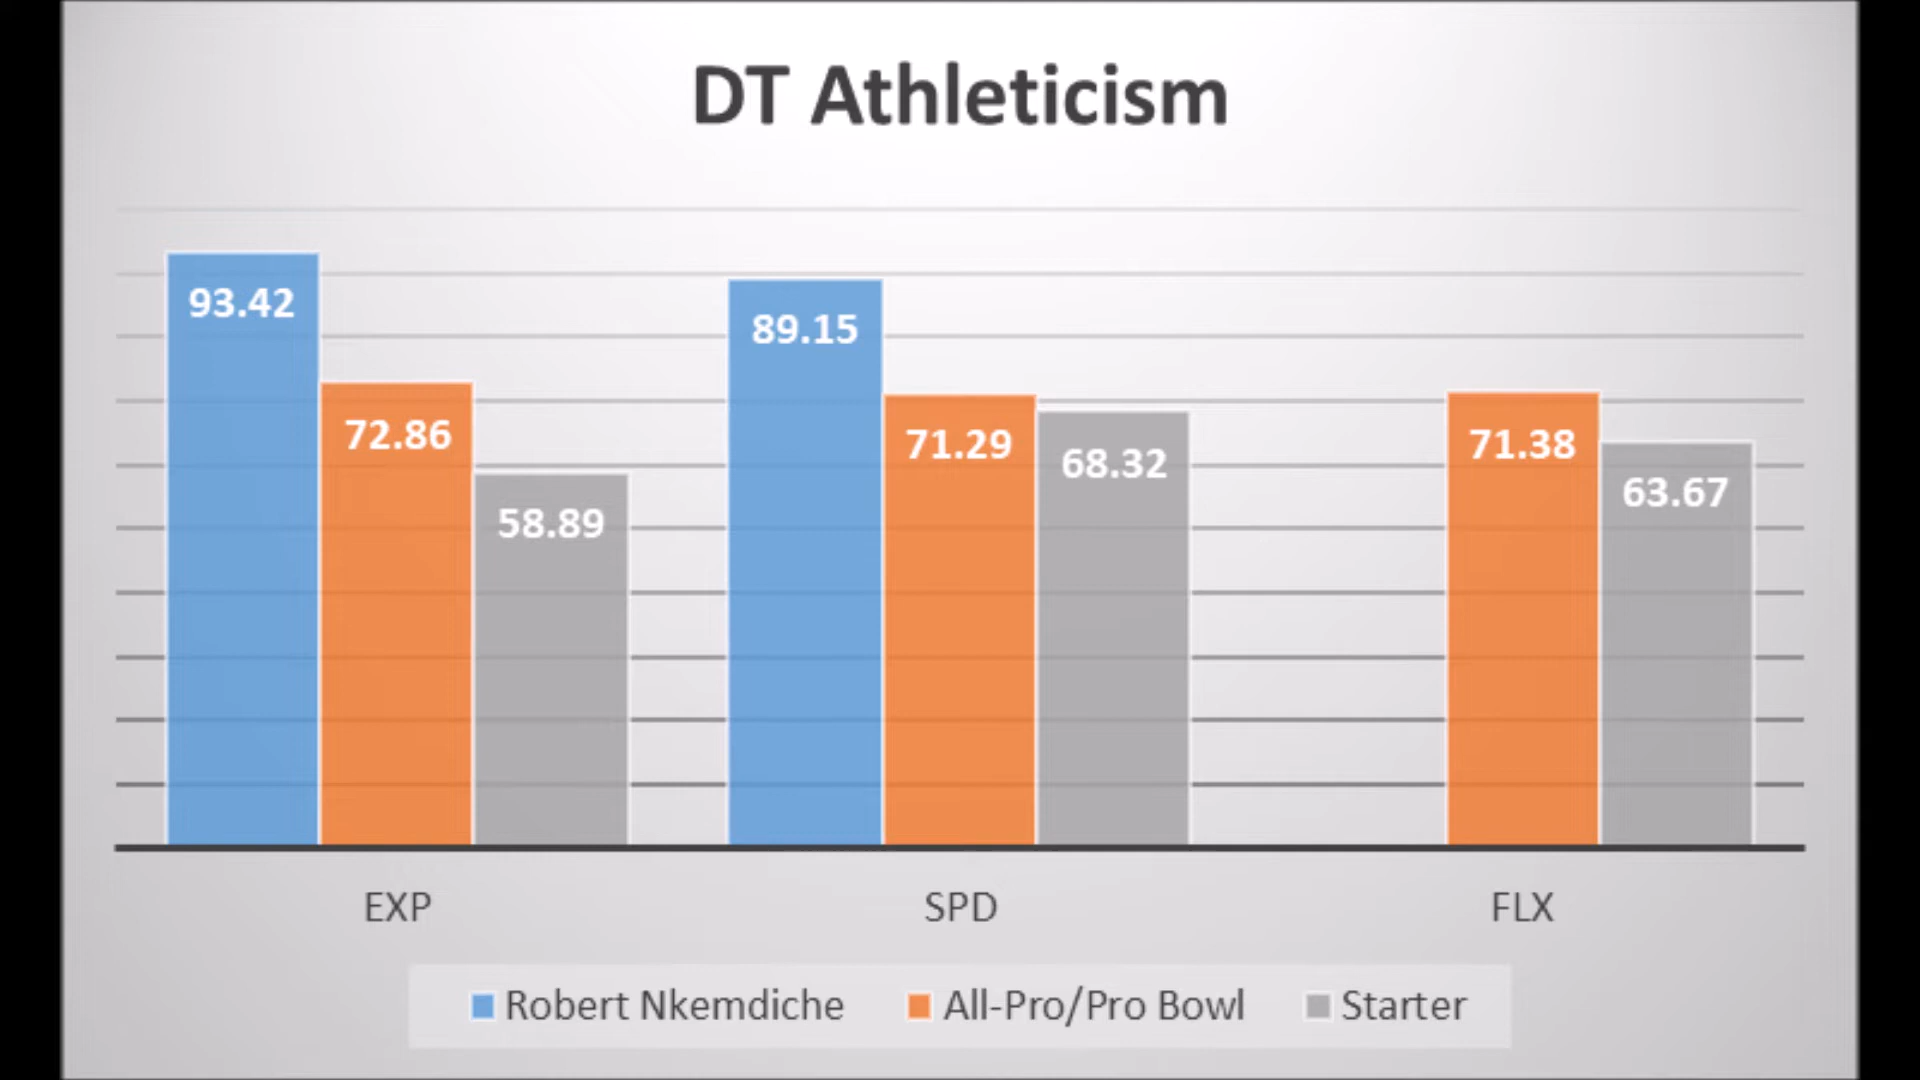 DT Athleticism
93.42
72.86
58.89
89.15
71.29
68.32
71.38
63.67
EXP SPD FLX
Robert Nkemdiche All-Pro/Pro Bowl Starter